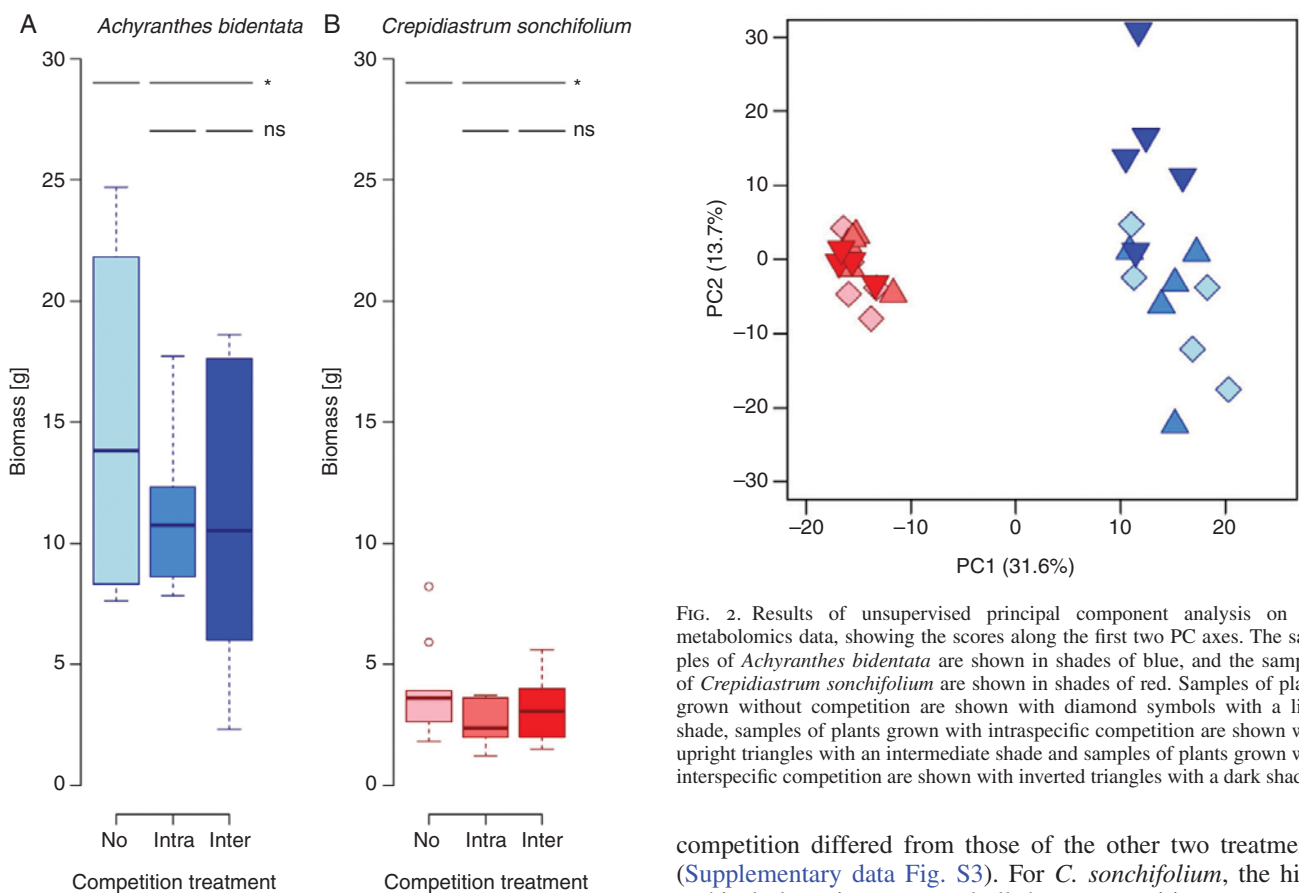 A
Achyranthes bidentata
B
Crepidiastrum sonchifolium
30
25
20
15
10
5
0
Biomass [g]
*
ns
No
Intra
Inter
Competition treatment
30
25
20
15
10
5
0
Biomass [g]
*
ns
No
Intra
Inter
Competition treatment
30
20
10
0
–10
–20
–30
PC2 (13.7%)
–20
–10
0
10
20
PC1 (31.6%)
FIG. 2. Results of unsupervised principal component analysis on
metabolomics data, showing the scores along the first two PC axes. The
ples of Achyranthes bidentata are shown in shades of blue, and the
of Crepidiastrum sonchifolium are shown in shades of red. Samples of
grown without competition are shown with diamond symbols with a
shade, samples of plants grown with intraspecific competition are shown
upright triangles with an intermediate shade and samples of plants grown
interspecific competition are shown with inverted triangles with a dark
competition differed from those of the other two
(Supplementary data Fig. S3). For C. sonchifolium, the